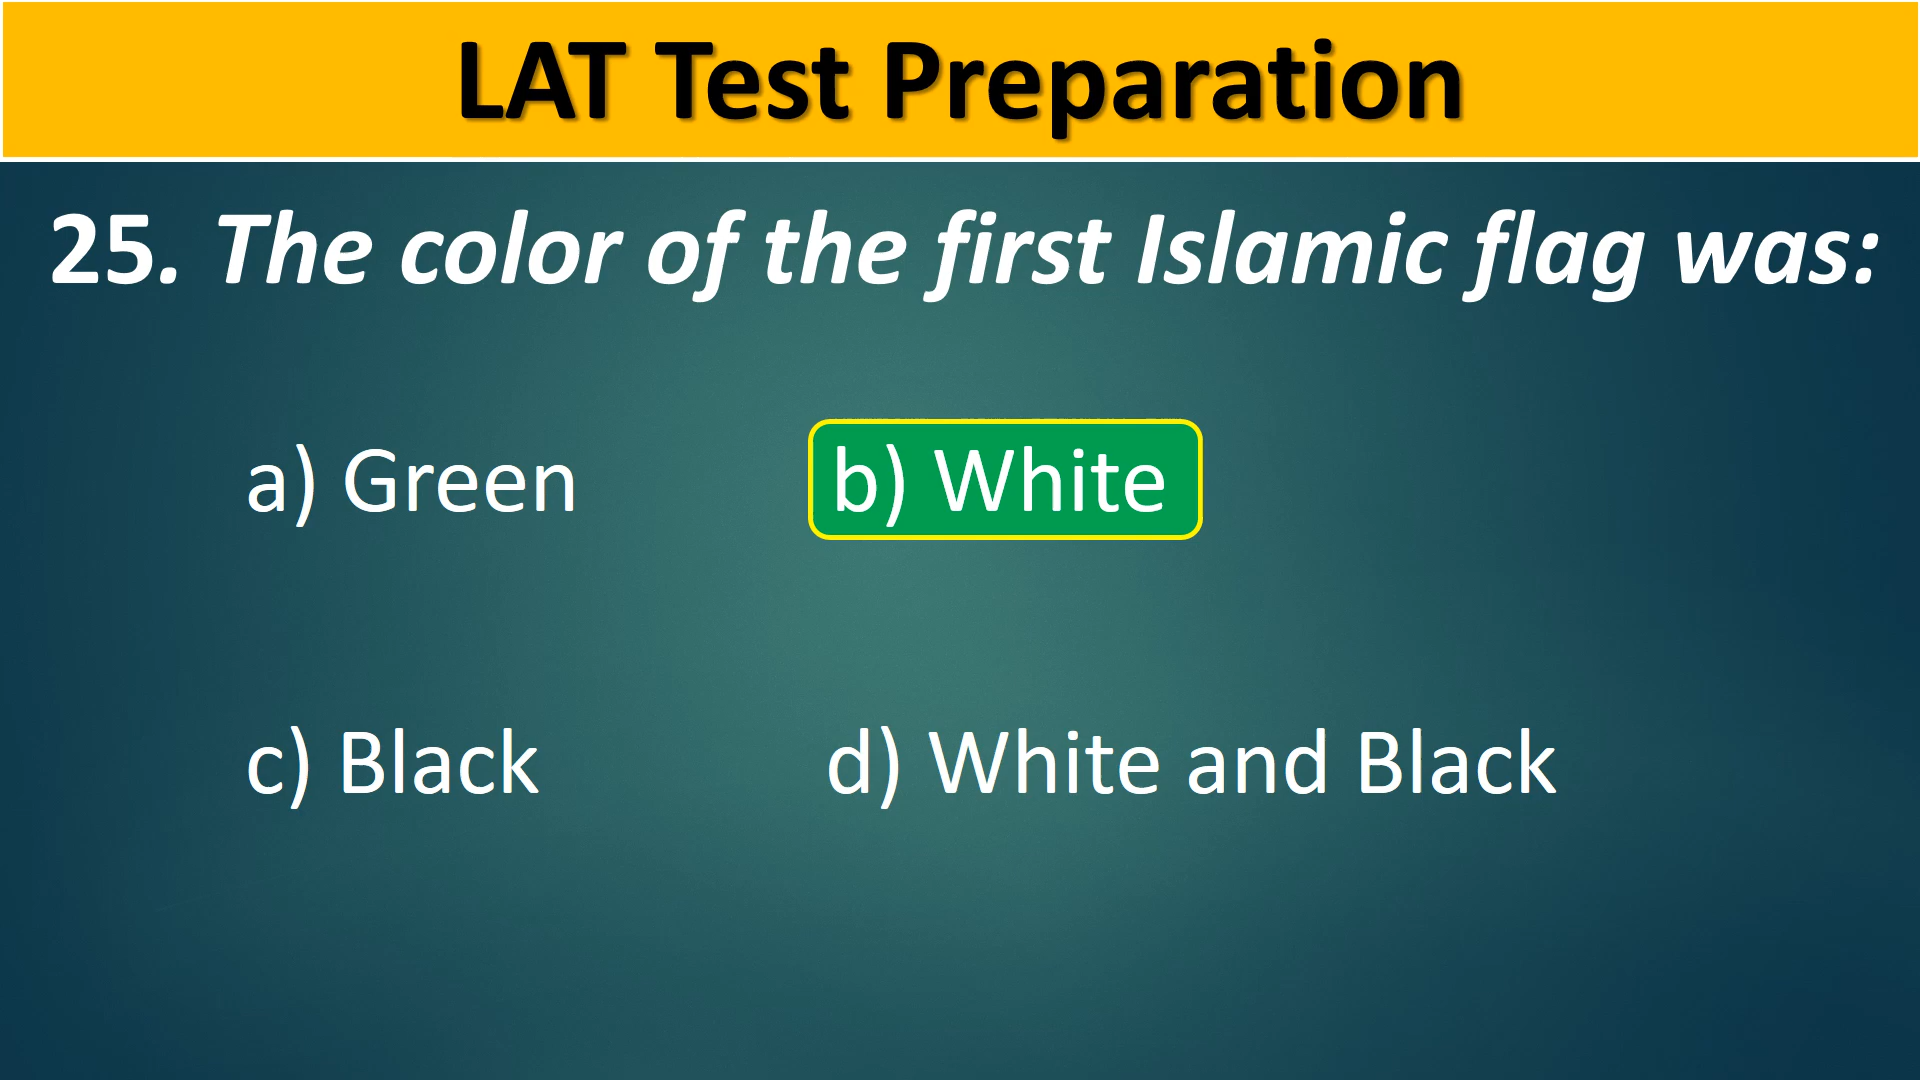 LAT Test Preparation
25. The color of the first Islamic flag was:
a) Green b) White
c) Black d) White and Black